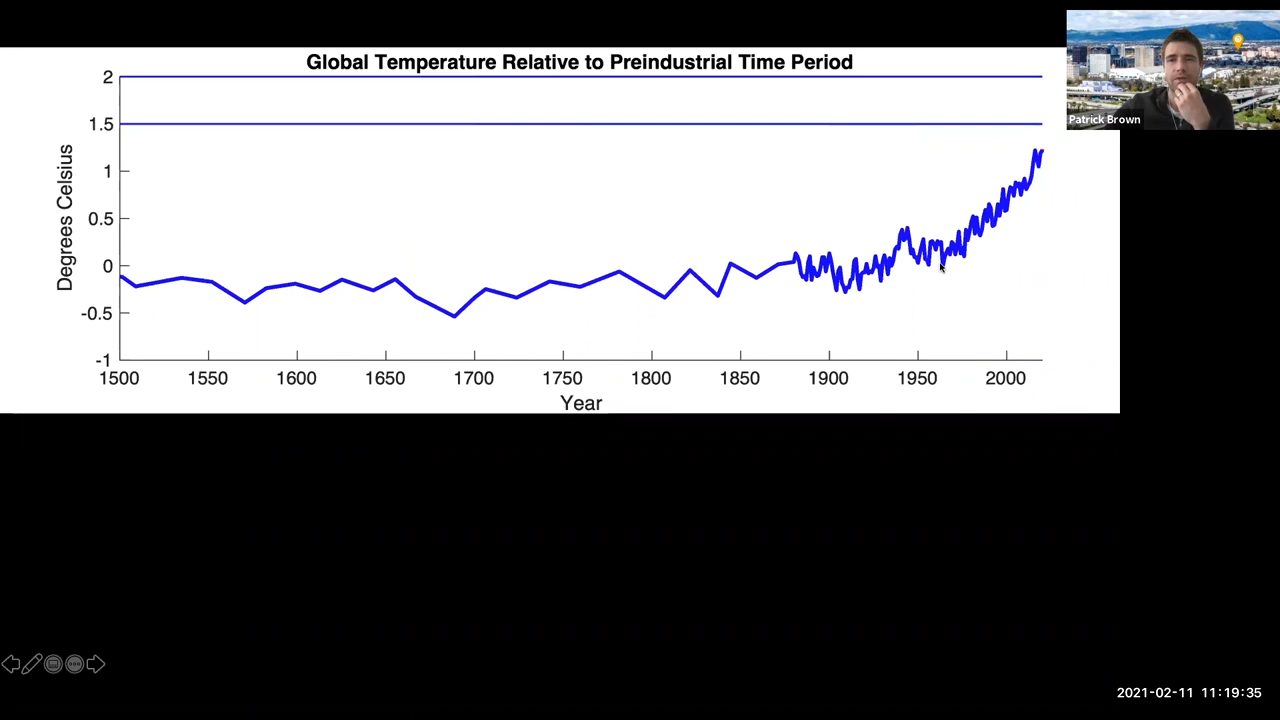 Global Temperature Relative to Preindustrial Time Period
2
1.5
1
0.5
0
-0.5
-1
Degrees Celsius
1500 1550 1600 1650 1700 1750 1800 1850 1900 1950 2000
Year
Patrick Brown
2021-02-11 11:19:35